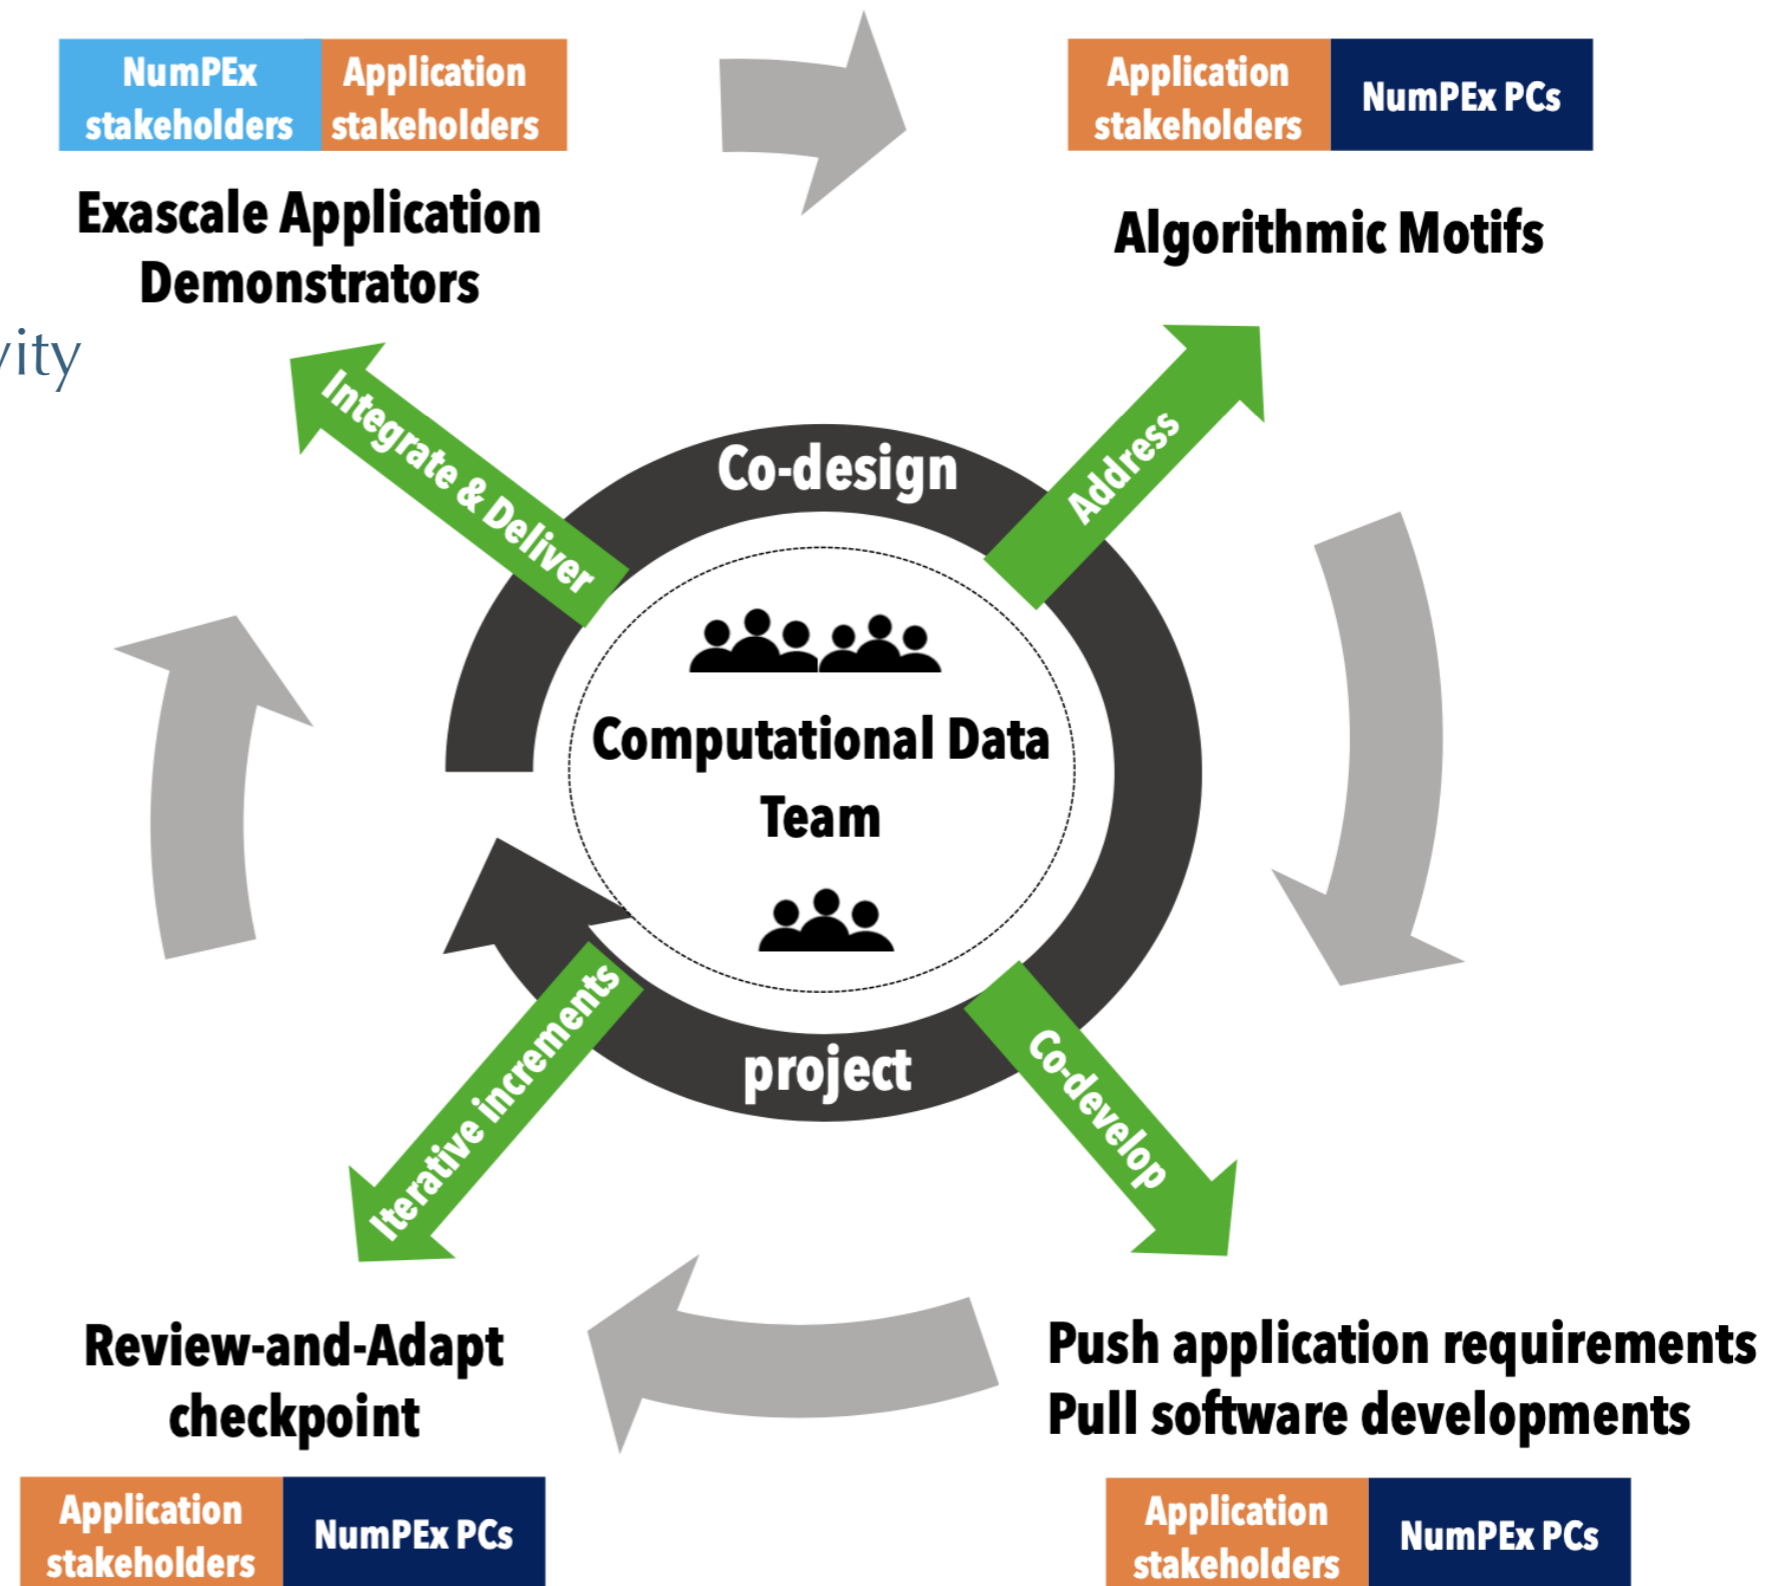 NumPEx
stakeholders
Application
stakeholders
Application
stakeholders
NumPEx PCs
Exascale Application
Demonstrators
Algorithmic Motifs
vity
Integrate & Deliver
Co-design
Address
Computational Data
Team
Iterative increments
project
Co-develop
Review-and-Adapt
checkpoint
Push application requirements
Pull software developments
Application
stakeholders
NumPEx PCs
Application
stakeholders
NumPEx PCs